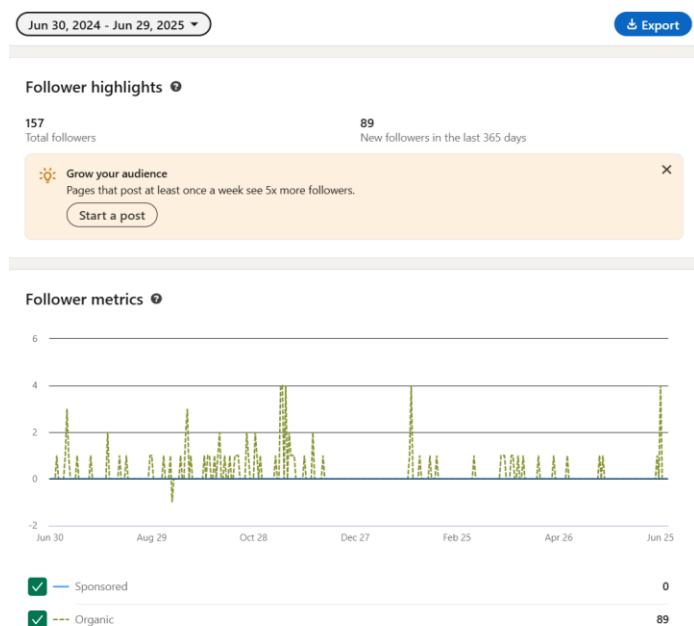 Jun 30, 2024 - Jun 29, 2025
Export
Follower highlights
157
Total followers
89
New followers in the last 365 days
Grow your audience
Pages that post at least once a week see 5x more followers.
Start a post
Follower metrics
6
4
2
0
-2
Jun 30 Aug 29 Oct 28 Dec 27 Feb 25 Apr 26 Jun 25
Sponsored 0
Organic 89